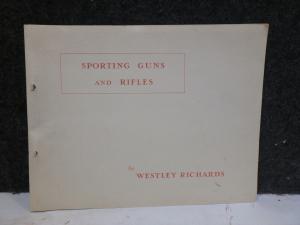 SPORTING GUNS
AND RIFLES
by
WESTLEY RICHARDS